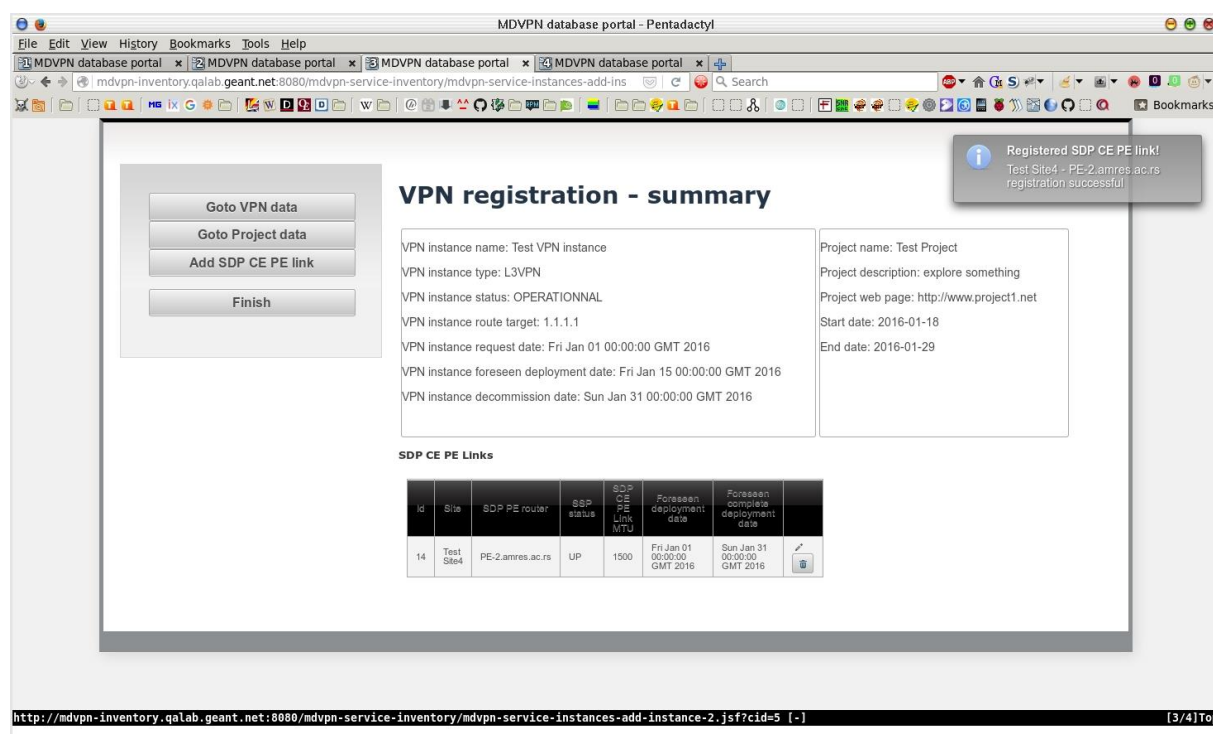 MDVPN database portal - Pentadactyl
File Edit View History Bookmarks Tools Help
1 MDVPN database portal 2 MDVPN database portal 3 MDVPN database portal 4 MDVPN database portal
mdvpn-inventory.qalab.geant.net:8080/mdvpn-service-inventory/mdvpn-service-instances-add-ins Search
Bookmarks
Registered SDP CE PE link!
Test Site4 - PE-2.amres.ac.rs
registration successful
Goto VPN data
Goto Project data
Add SDP CE PE link
Finish
VPN registration - summary
VPN instance name: Test VPN instance
VPN instance type: L3VPN
VPN instance status: OPERATIONNAL
VPN instance route target: 1.1.1.1
VPN instance request date: Fri Jan 01 00:00:00 GMT 2016
VPN instance foreseen deployment date: Fri Jan 15 00:00:00 GMT 2016
VPN instance decommission date: Sun Jan 31 00:00:00 GMT 2016
Project name: Test Project
Project description: explore something
Project web page: http://www.project1.net
Start date: 2016-01-18
End date: 2016-01-29
SDP CE PE Links
Id Site SDP PE router SSP status SDP CE PE Link MTU Foreseen deployment date Foreseen complete deployment date
14 Test Site4 PE-2.amres.ac.rs UP 1500 Fri Jan 01 00:00:00 GMT 2016 Sun Jan 31 00:00:00 GMT 2016
http://mdvpn-inventory.qalab.geant.net:8080/mdvpn-service-inventory/mdvpn-service-instances-add-instance-2.jsf?cid=5 [-] [3/4]To